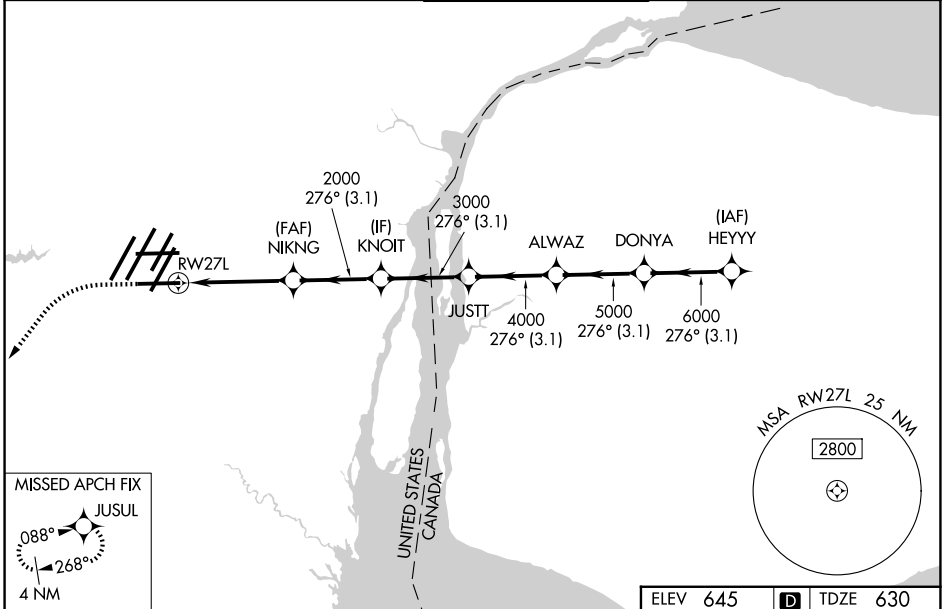 2000
276° (3.1)
3000
276° (3.1)
(FAF)
NIKNG
(IF)
KNOIT
ALWAZ
DONYA
(IAF)
HEYYY
RW27L
JUSTT
4000
276° (3.1)
5000
276° (3.1)
6000
276° (3.1)
MSA RW27L 25 NM
2800
UNITED STATES
CANADA
MISSED APCH FIX
JUSUL
088°
268°
4 NM
ELEV 645 D TDZE 630